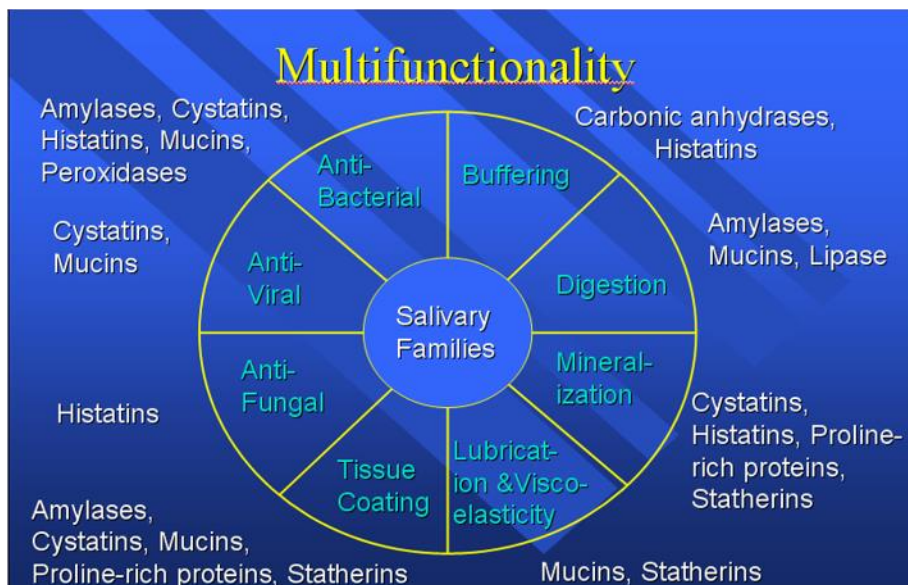 Multifunctionality
Amylases, Cystatins,
Histatins, Mucins,
Peroxidases
Carbonic anhydrases,
Histatins
Anti-
Bacterial
Buffering
Cystatins,
Mucins
Amylases,
Mucins, Lipase
Anti-
Viral
Digestion
Salivary
Families
Anti-
Fungal
Mineral-
ization
Histatins
Cystatins,
Histatins, Proline-
rich proteins,
Statherins
Tissue
Coating
Lubricat-
ion &Visco-
elasticity
Amylases,
Cystatins, Mucins,
Proline-rich proteins, Statherins
Mucins, Statherins